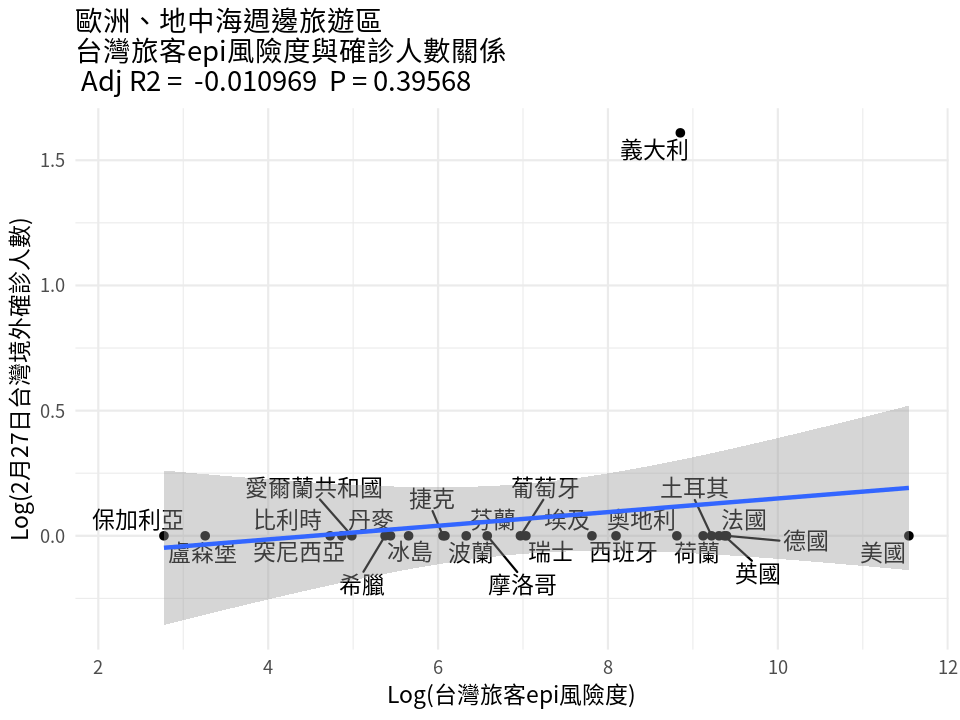 歐洲、地中海週邊旅遊區
台灣旅客epi風險度與確診人數關係
Adj R2 = -0.010969 P = 0.39568
Log(2月27日台灣境外確診人數)
1.5
1.0
0.5
0.0
義大利
愛爾蘭共和國
捷克
葡萄牙
土耳其
保加利亞
比利時
丹麥
芬蘭
埃及
奧地利
法國
盧森堡
突尼西亞
冰島
波蘭
瑞士
西班牙
荷蘭
德國
美國
希臘
摩洛哥
英國
2 4 6 8 10 12
Log(台灣旅客epi風險度)